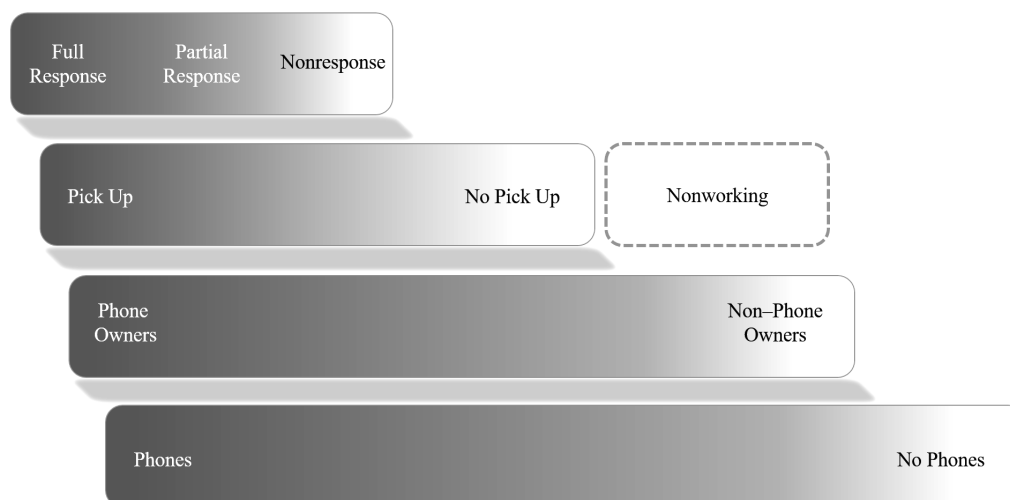 Full
Response
Partial
Response
Nonresponse
Pick Up
No Pick Up
Nonworking
Phone
Owners
Non–Phone
Owners
Phones
No Phones